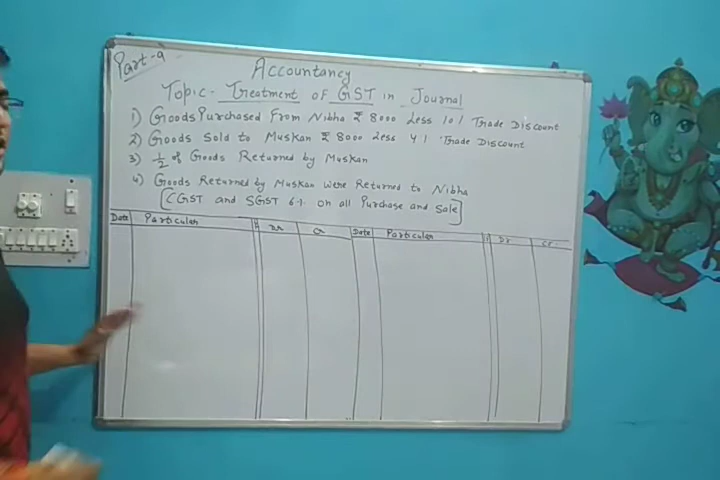 Part-9
Accountancy
Topic- Treatment of GST in Journal
1) Goods Purchased From Nibha ₹ 8000 Less 10% Trade Discount
2) Goods Sold to Muskan ₹ 8000 Less 4% Trade Discount
3) 1/2 of Goods Returned by Muskan
4) Goods Returned by Muskan were Returned to Nibha
[CGST and SGST 6% on all Purchase and Sale]
Date Particular Dr Cr Date Particular Dr Cr